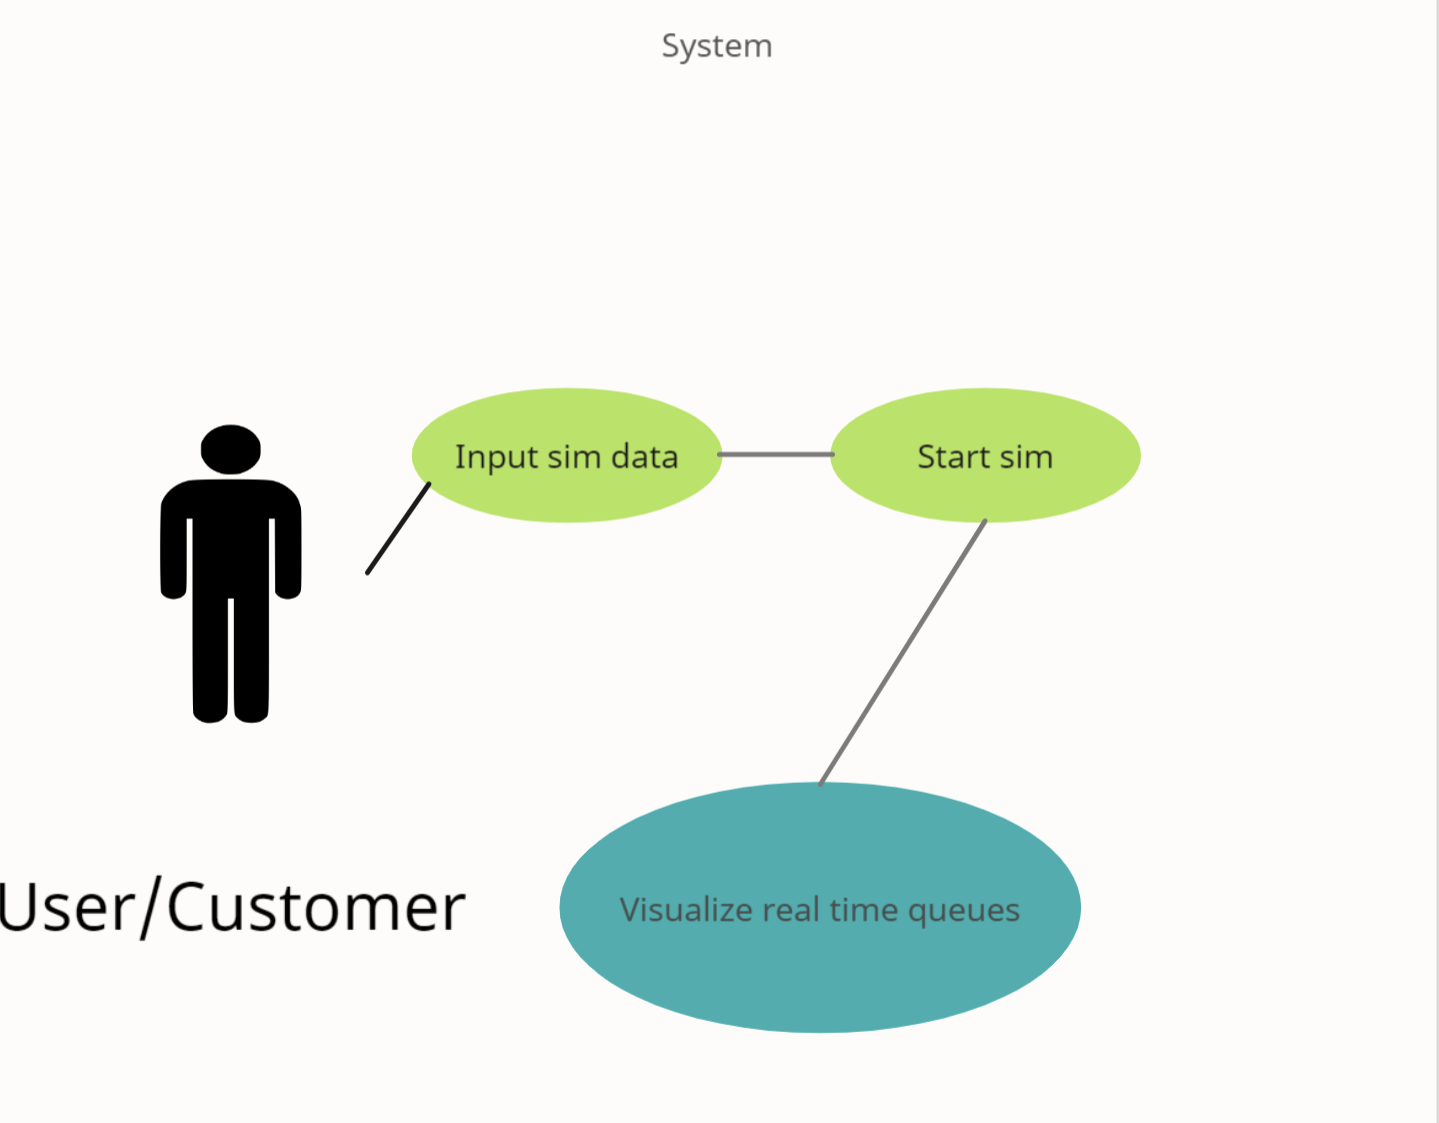 System
Input sim data
Start sim
User/Customer
Visualize real time queues